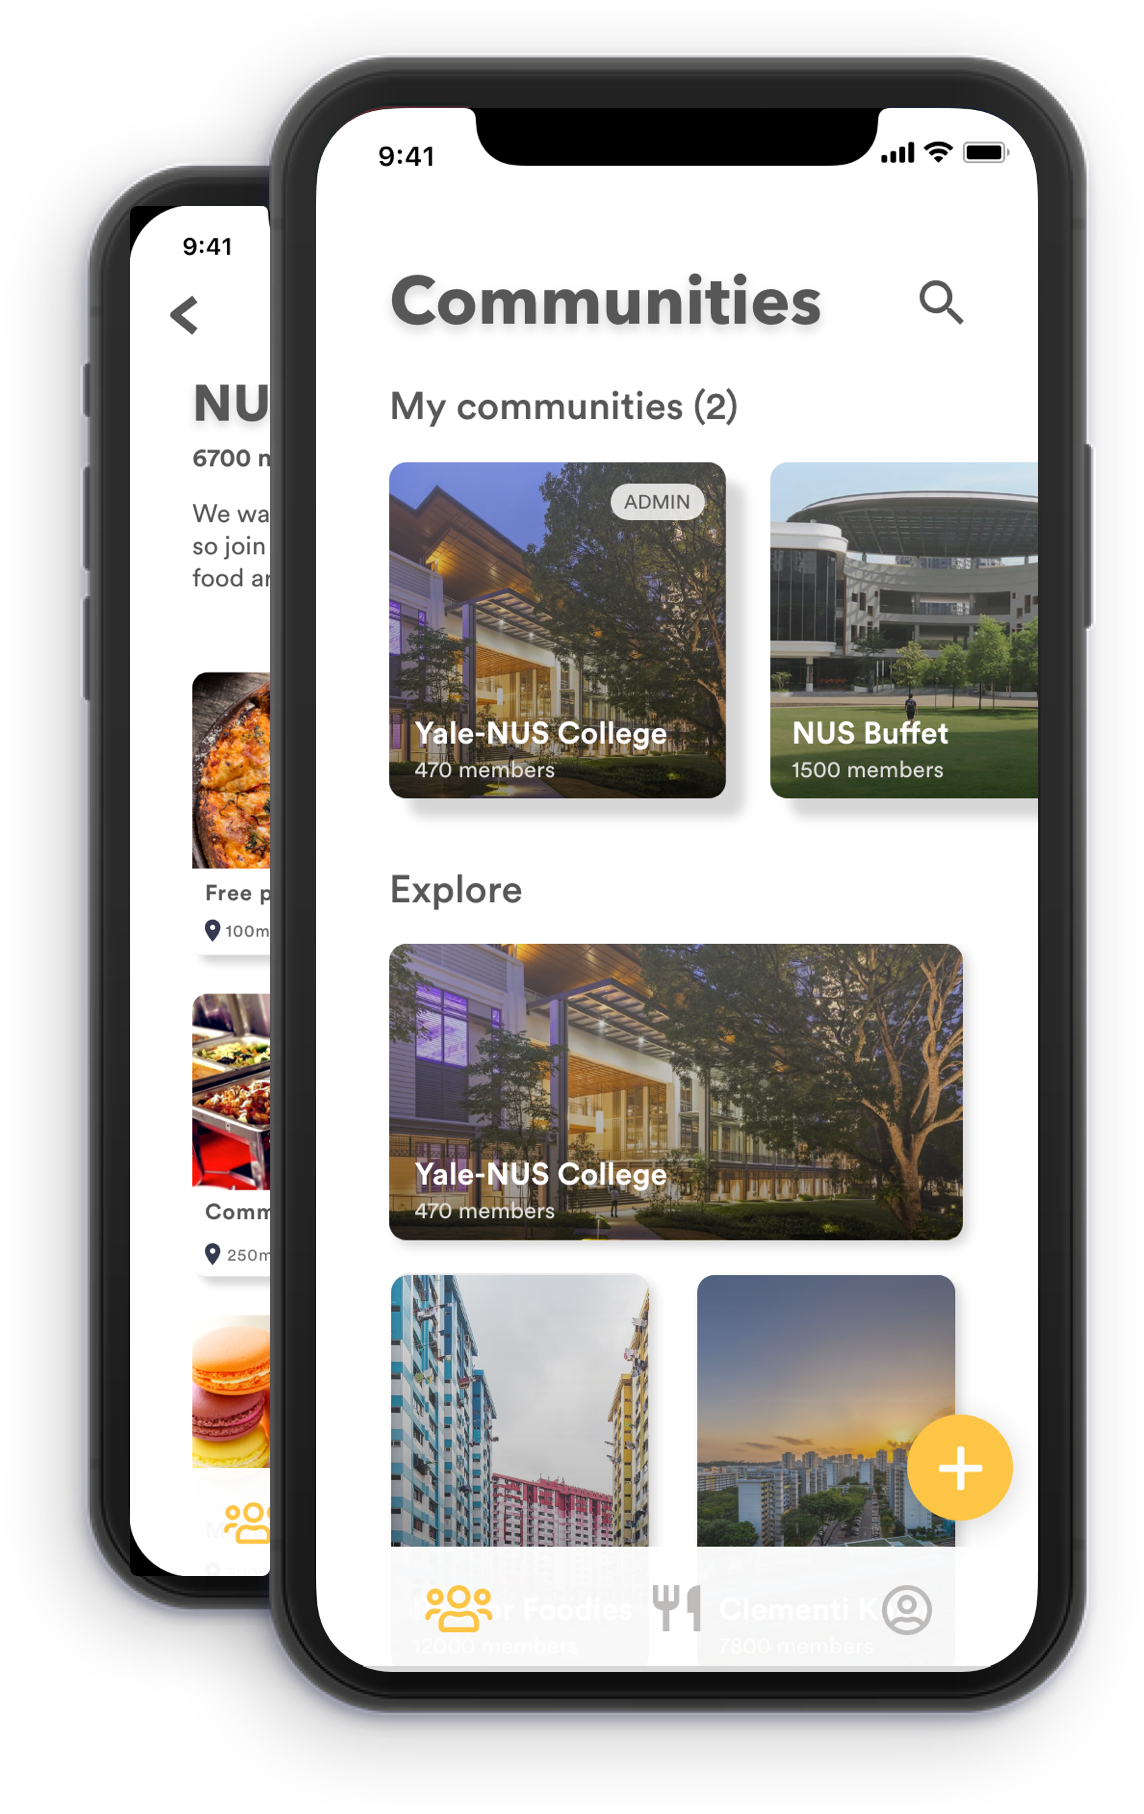 9:41
Communities
My communities (2)
ADMIN
Yale-NUS College
470 members
NUS Buffet
1500 members
Explore
Yale-NUS College
470 members
Foodies
12000 members
Clementi
7800 members
9:41
NU
6700
We wa
so join
food ar
Free p
100m
Comm
250m